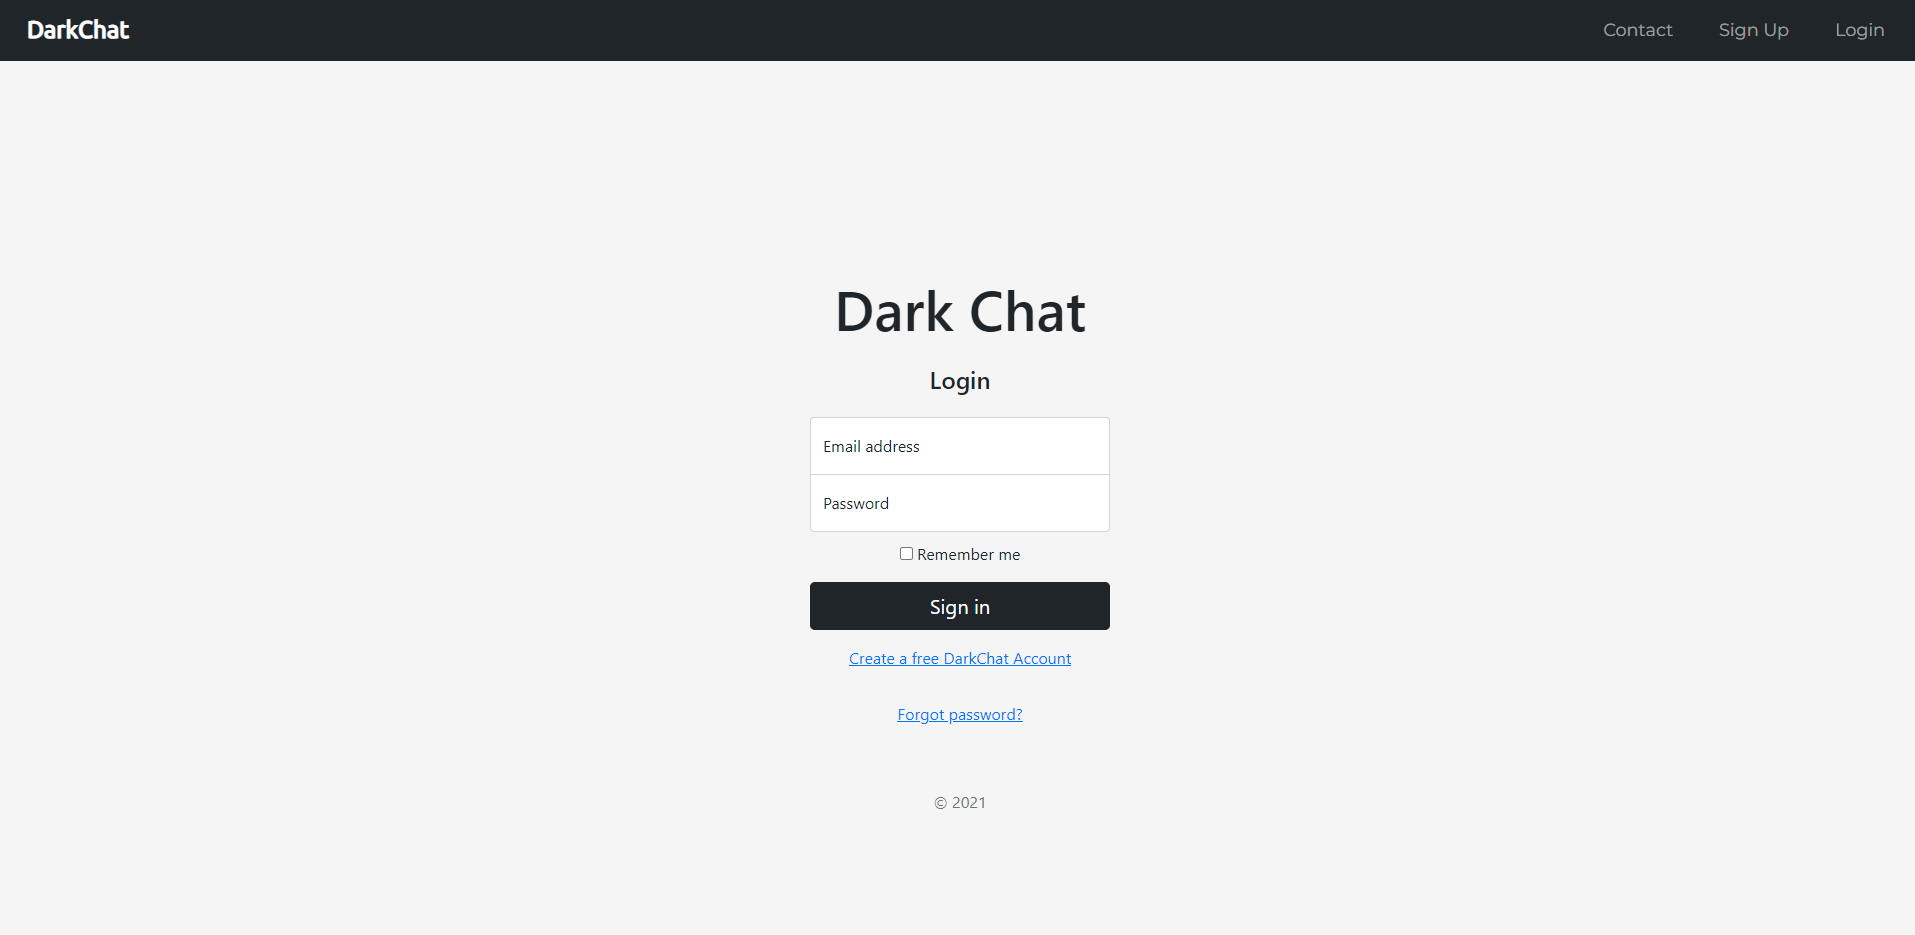 DarkChat
Contact
Sign Up
Login
Dark Chat
Login
Email address
Password
Remember me
Sign in
Create a free DarkChat Account
Forgot password?
© 2021